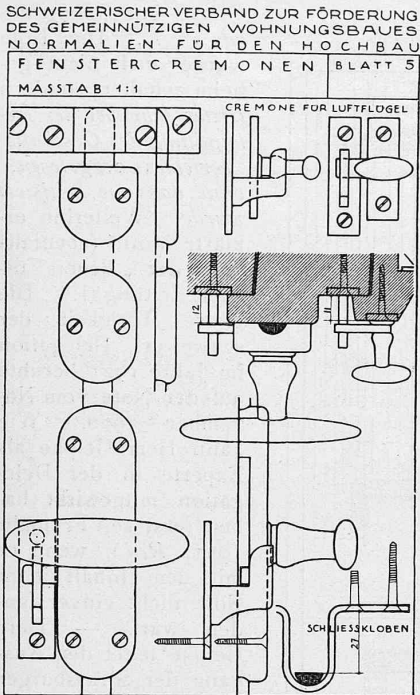 SCHWEIZERISCHER VERBAND ZUR FÖRDERUNG
DES GEMEINNÜTZIGEN WOHNUNGSBAUES
NORMALIEN FÜR DEN HOCHBAU
FENSTERCREMONEN BLATT 5
MASSTAB 1:1
CREMONE FÜR LUFTFLÜGEL
12
11
SCHLIESSKLOBEN
27